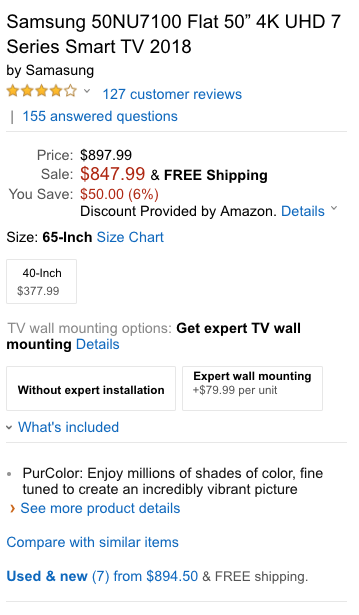 Samsung 50NU7100 Flat 50” 4K UHD 7
Series Smart TV 2018
by Samasung
127 customer reviews
| 155 answered questions
Price: $897.99
Sale: $847.99 & FREE Shipping
You Save: $50.00 (6%)
Discount Provided by Amazon. Details
Size: 65-Inch Size Chart
40-Inch
$377.99
TV wall mounting options: Get expert TV wall
mounting Details
Without expert installation
Expert wall mounting
+$79.99 per unit
What's included
• PurColor: Enjoy millions of shades of color, fine
tuned to create an incredibly vibrant picture
› See more product details
Compare with similar items
Used & new (7) from $894.50 & FREE shipping.